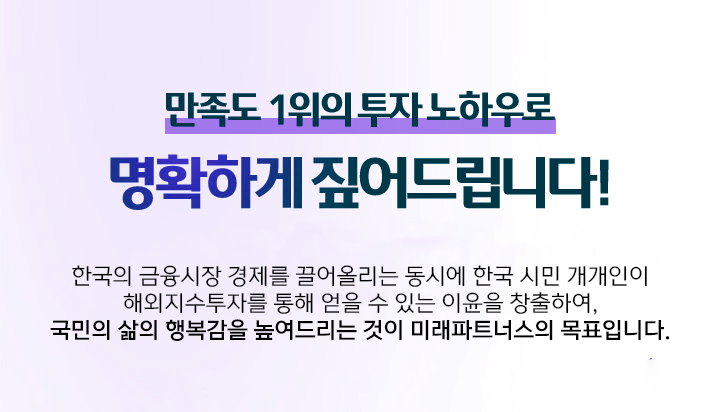 만족도 1위의 투자 노하우로
명확하게 짚어드립니다!
한국의 금융시장 경제를 끌어올리는 동시에 한국 시민 개개인이
해외지수투자를 통해 얻을 수 있는 이윤을 창출하여,
국민의 삶의 행복감을 높여드리는 것이 미래파트너스의 목표입니다.